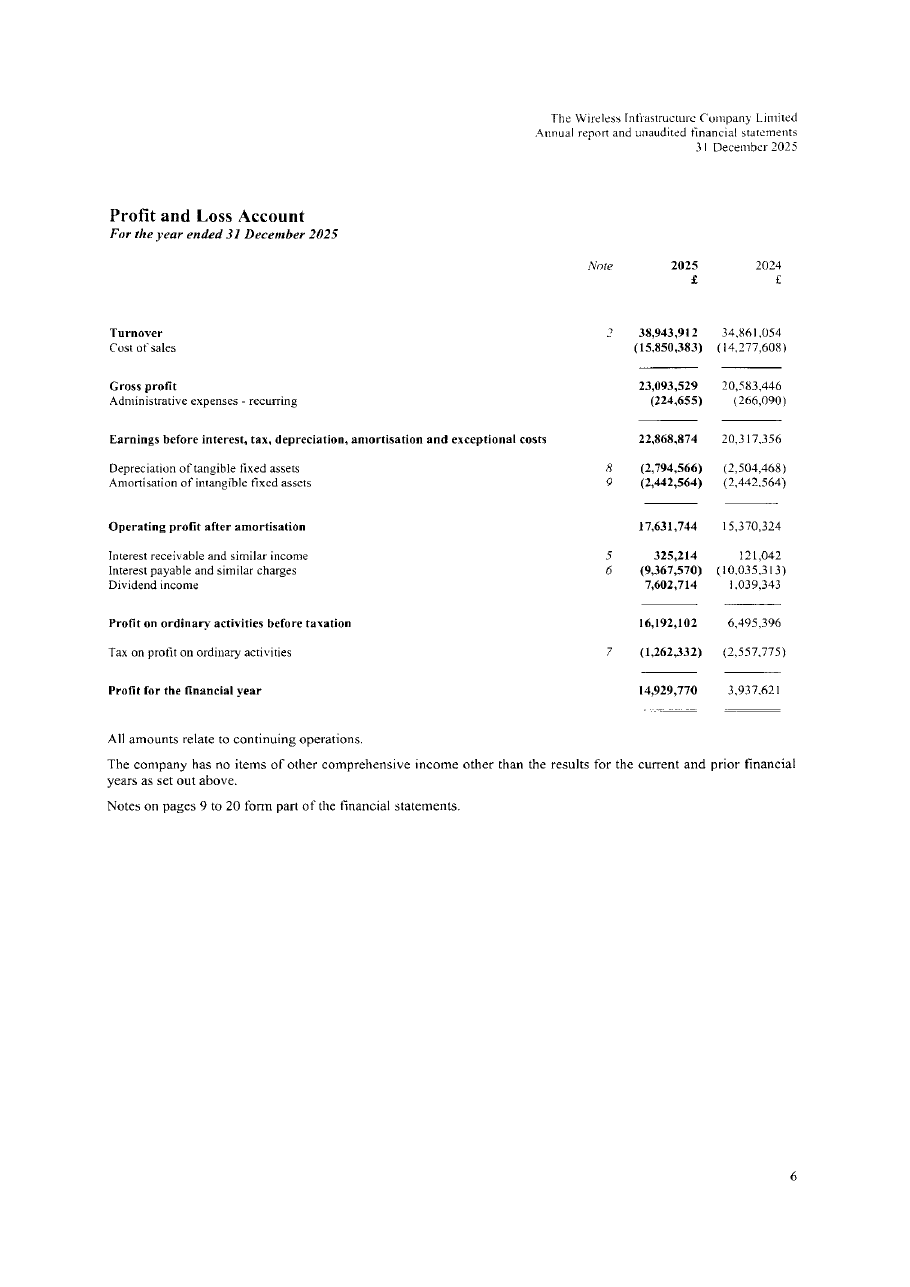 The Wireless Infrastructure Company Limited
Annual report and unaudited financial statements
31 December 2025
Profit and Loss Account
For the year ended 31 December 2025
Note 2025 2024
£ £
Turnover 2 38,943,912 34,861,054
Cost of sales (15,850,383) (14,277,608)
Gross profit 23,093,529 20,583,446
Administrative expenses - recurring (224,655) (266,090)
Earnings before interest, tax, depreciation, amortisation and exceptional costs 22,868,874 20,317,356
Depreciation of tangible fixed assets 8 (2,794,566) (2,504,468)
Amortisation of intangible fixed assets 9 (2,442,564) (2,442,564)
Operating profit after amortisation 17,631,744 15,370,324
Interest receivable and similar income 5 325,214 121,042
Interest payable and similar charges 6 (9,367,570) (10,035,313)
Dividend income 7,602,714 1,039,343
Profit on ordinary activities before taxation 16,192,102 6,495,396
Tax on profit on ordinary activities 7 (1,262,332) (2,557,775)
Profit for the financial year 14,929,770 3,937,621
All amounts relate to continuing operations.
The company has no items of other comprehensive income other than the results for the current and prior financial
years as set out above.
Notes on pages 9 to 20 form part of the financial statements.
6